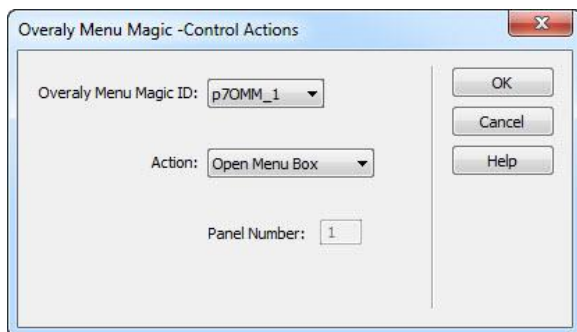 Overaly Menu Magic -Control Actions
Overaly Menu Magic ID: p7OMM_1
OK
Cancel
Action: Open Menu Box
Help
Panel Number: 1